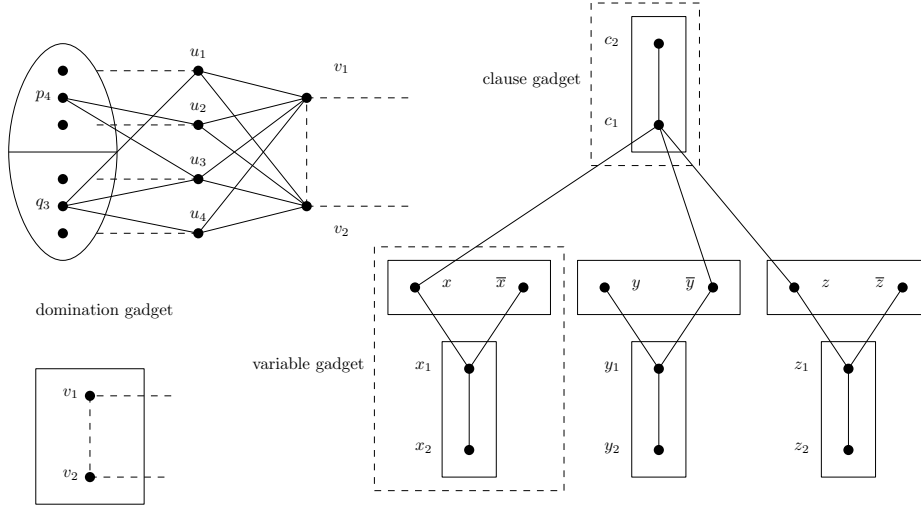 u₁
v₁
p₄
u₂
u₃
q₃
u₄
v₂
domination gadget
v₁
v₂
c₂
clause gadget
c₁
x x̅
y y̅
z z̅
variable gadget
x₁
y₁
z₁
x₂
y₂
z₂